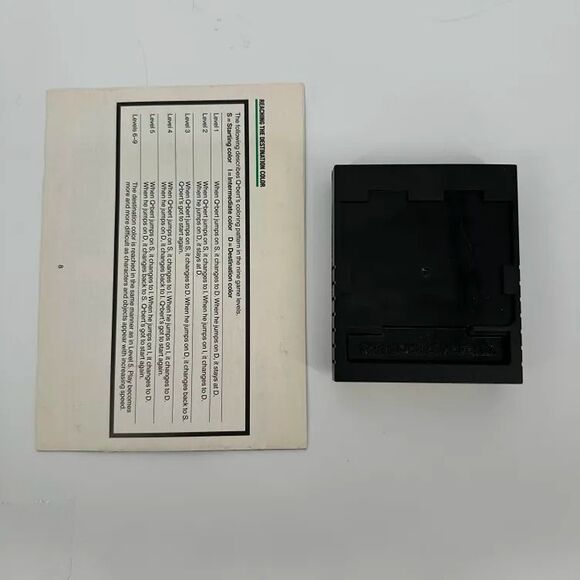 REACHING THE DESTINATION COLOR
The following describes Q*bert's coloring pattern in the nine game levels.
S = Starting color I = Intermediate color D = Destination color
Level 1 When Q*bert jumps on S, it changes to D. When he jumps on D, it stays at D.
Level 2 When Q*bert jumps on S, it changes to I. When he jumps on I, it changes to D.
When he jumps on D, it stays at D.
Level 3 When Q*bert jumps on S, it changes to D. When he jumps on D, it changes back to S.
Q*bert's got to start again.
Level 4 When Q*bert jumps on S, it changes to I. When he jumps on I, it changes to D.
When he jumps on D, it changes back to I. Q*bert's got to start again.
Level 5 When Q*bert jumps on S, it changes to I. When he jumps on I, it changes to D.
When he jumps on D, it changes back to S. Q*bert's got to start again.
Levels 6-9 The destination color is reached in the same manner as in Level 5. Play becomes
more and more difficult as characters and objects appear with increasing speed.
8